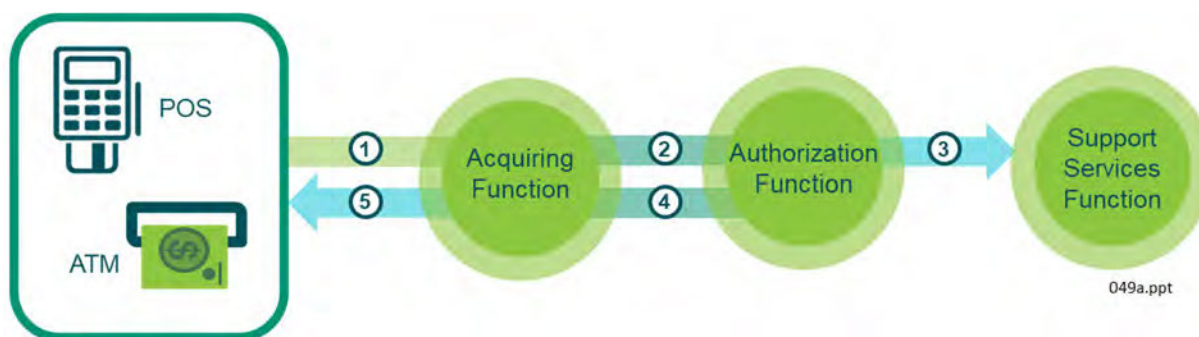 POS
ATM
1
5
Acquiring
Function
2
4
Authorization
Function
3
Support
Services
Function
049a.ppt